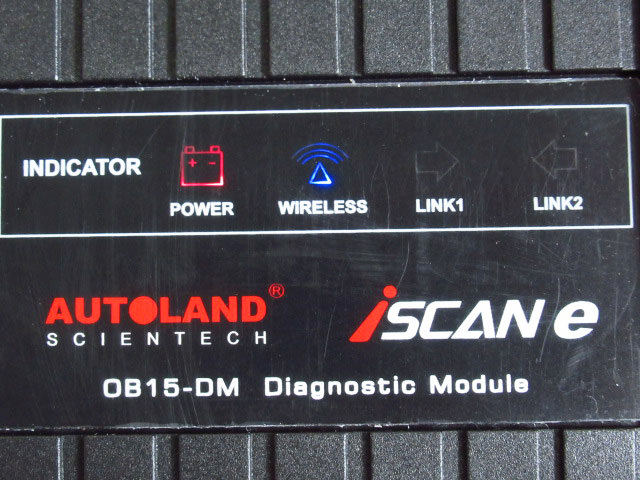 INDICATOR
POWER WIRELESS LINK1 LINK2
AUTOLAND®
SCIENTECH
iSCAN e
OB15-DM Diagnostic Module